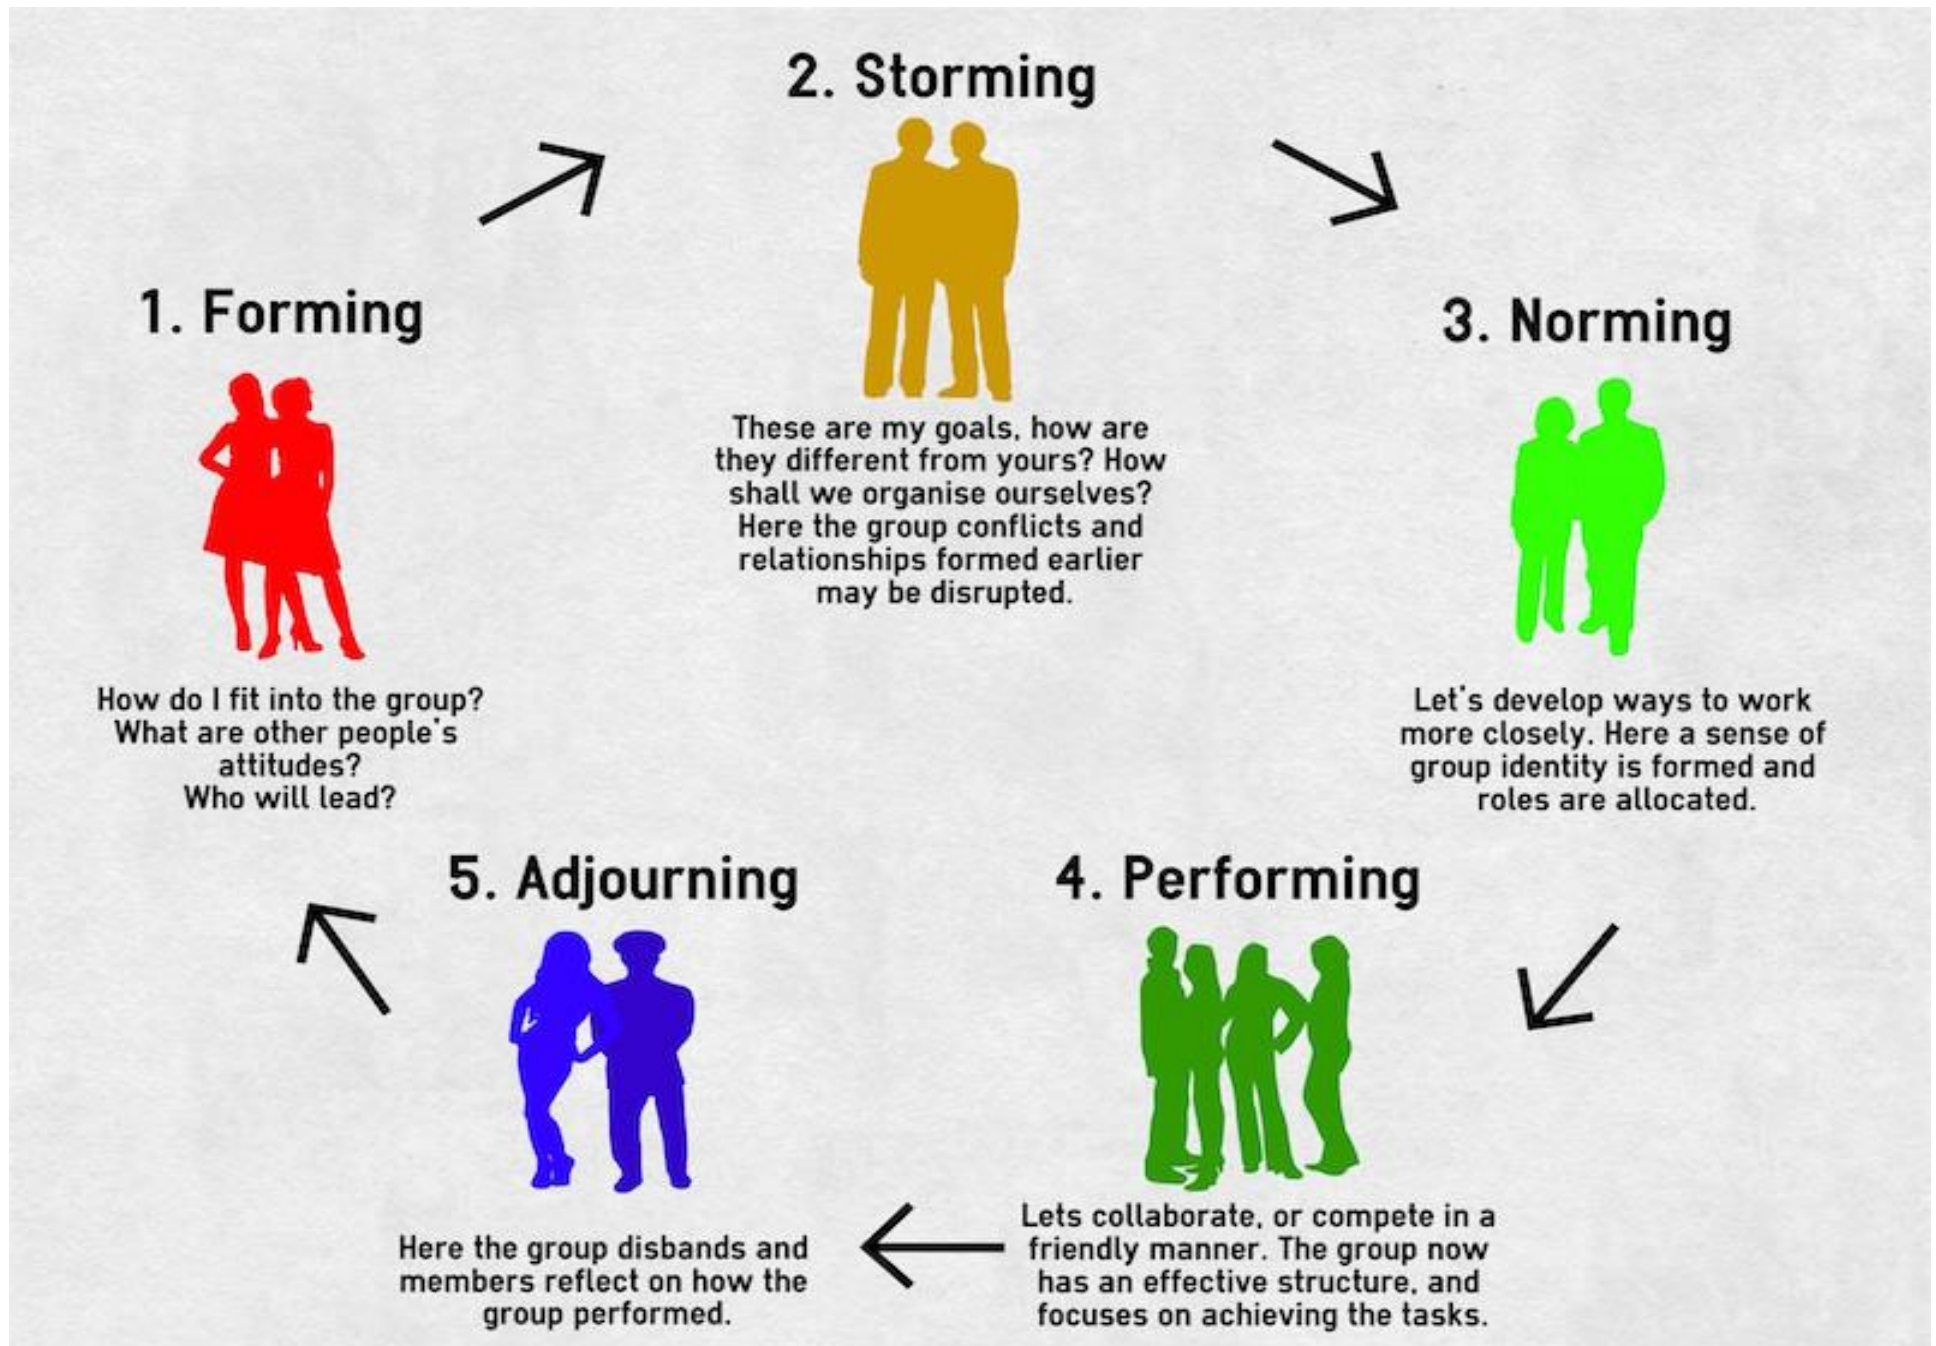 1. Forming
How do I fit into the group?
What are other people's
attitudes?
Who will lead?
2. Storming
These are my goals, how are
they different from yours? How
shall we organise ourselves?
Here the group conflicts and
relationships formed earlier
may be disrupted.
3. Norming
Let's develop ways to work
more closely. Here a sense of
group identity is formed and
roles are allocated.
4. Performing
Lets collaborate, or compete in a
friendly manner. The group now
has an effective structure, and
focuses on achieving the tasks.
5. Adjourning
Here the group disbands and
members reflect on how the
group performed.